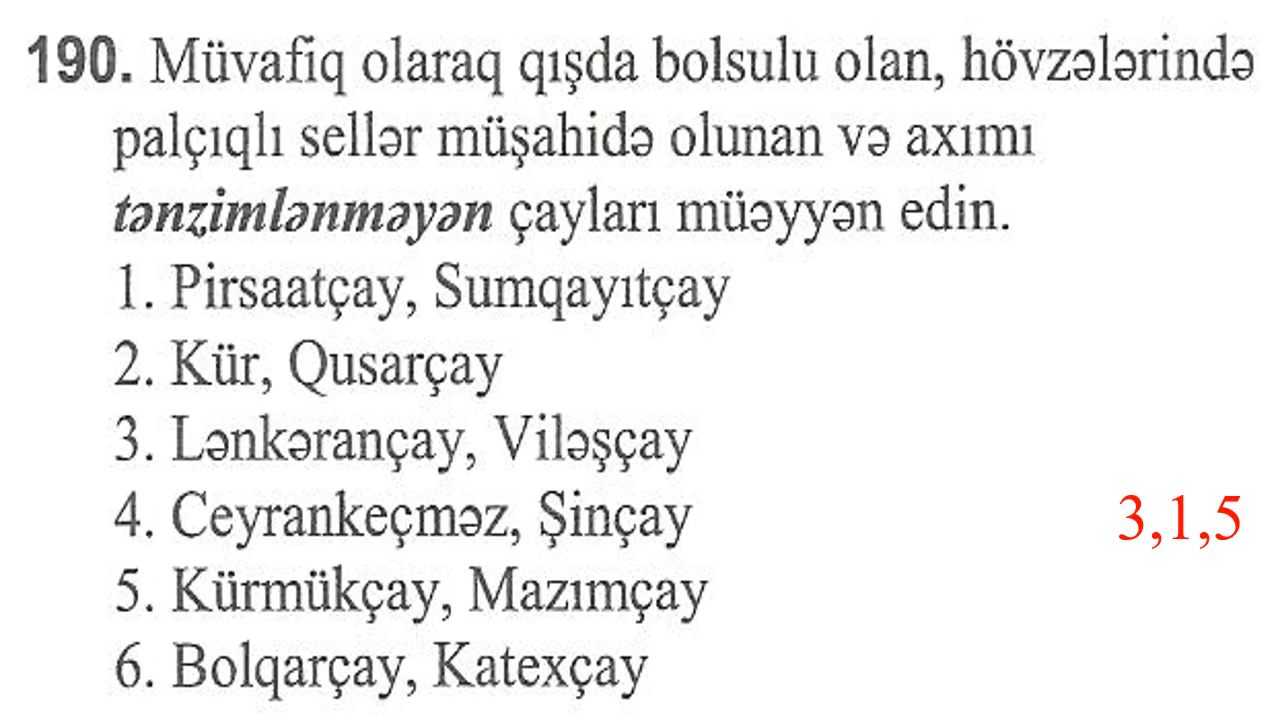 190. Müvafiq olaraq qışda bolsulu olan, hövzələrində
palçıqlı sellər müşahidə olunan və axımı
tənzimlənməyən çayları müəyyən edin.
1. Pirsaatçay, Sumqayıtçay
2. Kür, Qusarçay
3. Lənkərançay, Viləşçay
4. Ceyrankeçməz, Şinçay
3,1,5
5. Kürmükçay, Mazımçay
6. Bolqarçay, Katexçay